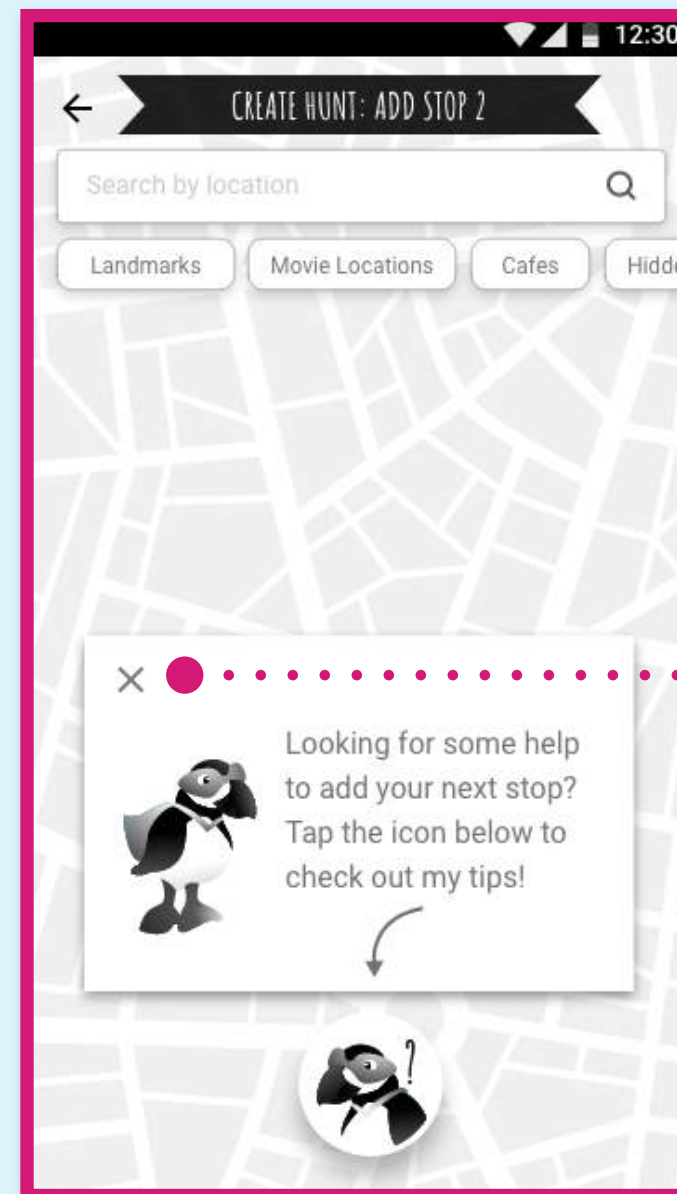 12:30
CREATE HUNT: ADD STOP 2
Search by location
Landmarks Movie Locations Cafes
Looking for some help
to add your next stop?
Tap the icon below to
check out my tips!
?